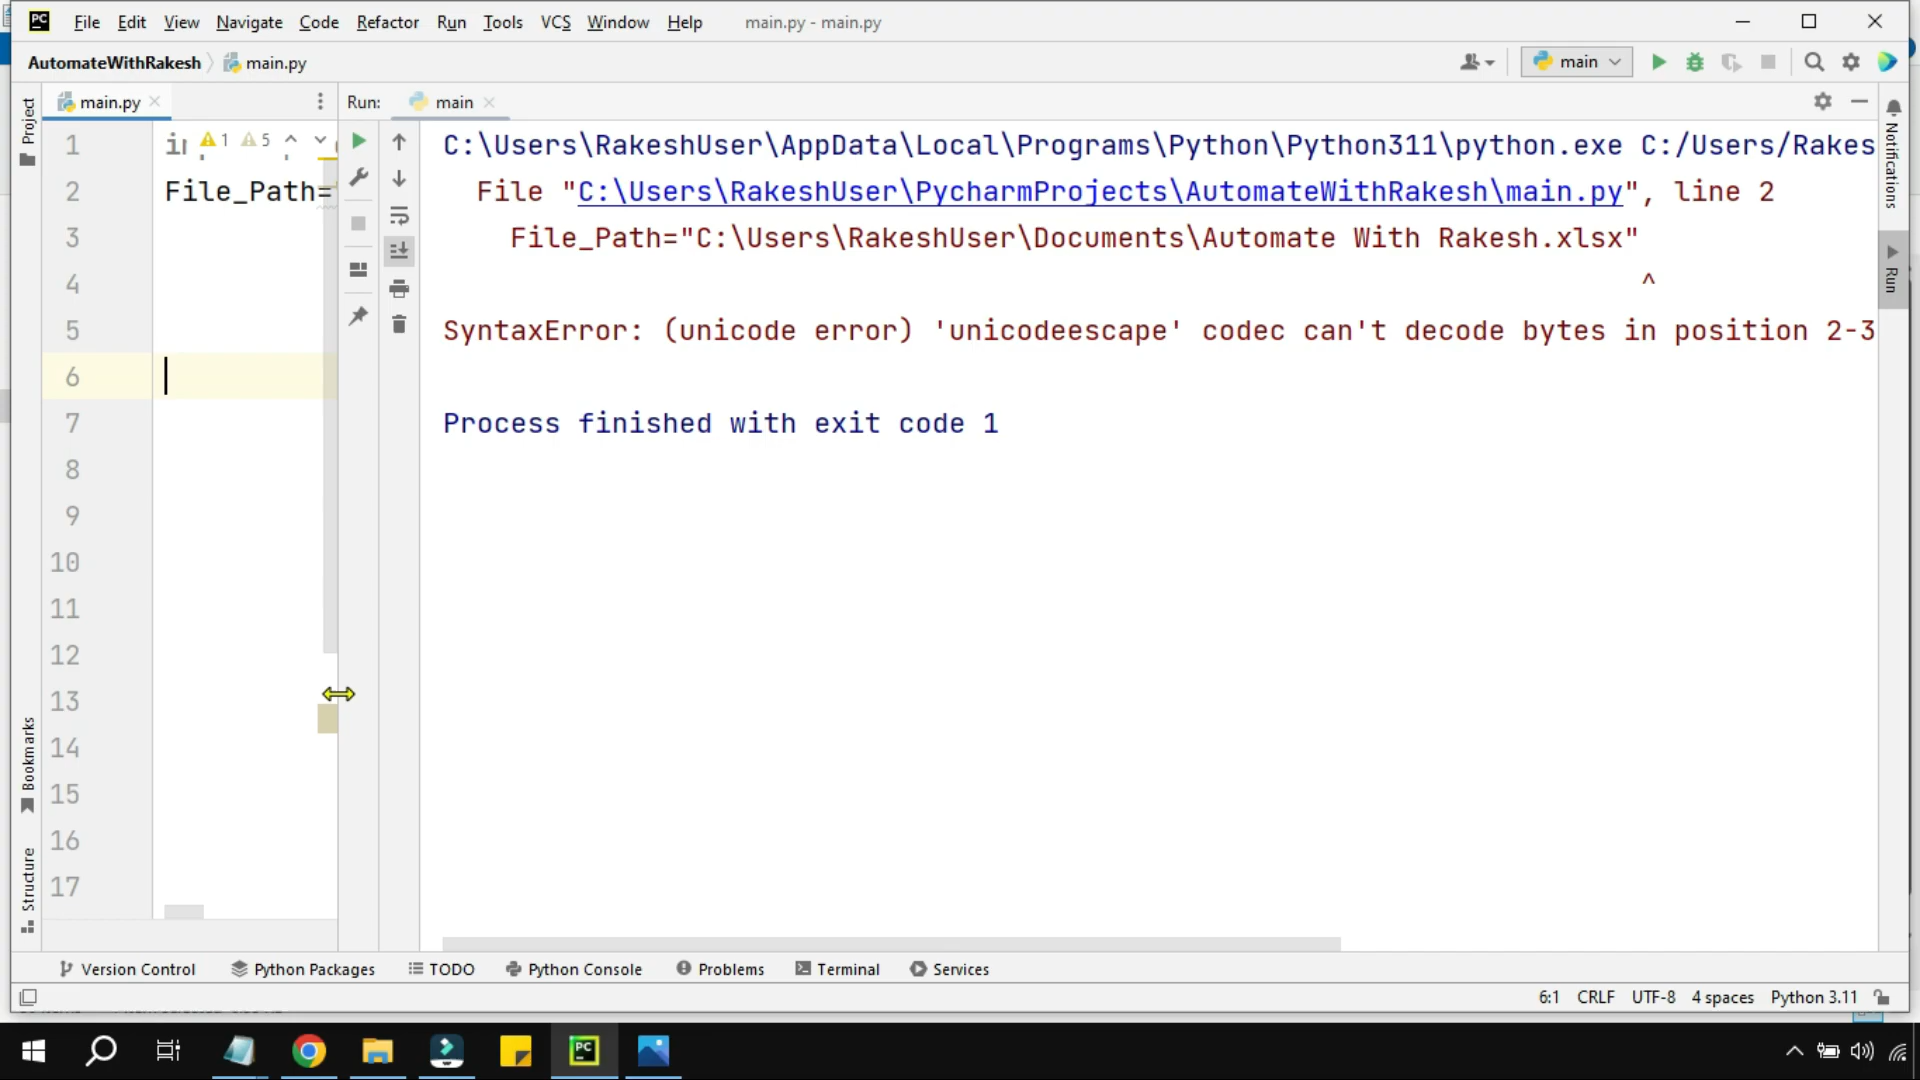 PC File Edit View Navigate Code Refactor Run Tools VCS Window Help main.py - main.py
AutomateWithRakesh main.py main
Project
main.py
Run: main
Notifications
Run
1 1 5
2 File_Path=
3
4
5
6
7
8
9
10
11
12
13
14
15
16
17
C:\Users\RakeshUser\AppData\Local\Programs\Python\Python311\python.exe C:/Users/Rakes
File "C:\Users\RakeshUser\PycharmProjects\AutomateWithRakesh\main.py", line 2
File_Path="C:\Users\RakeshUser\Documents\Automate With Rakesh.xlsx"
^
SyntaxError: (unicode error) 'unicodeescape' codec can't decode bytes in position 2-3
Process finished with exit code 1
Bookmarks
Structure
Version Control Python Packages TODO Python Console Problems Terminal Services
6:1 CRLF UTF-8 4 spaces Python 3.11
PC